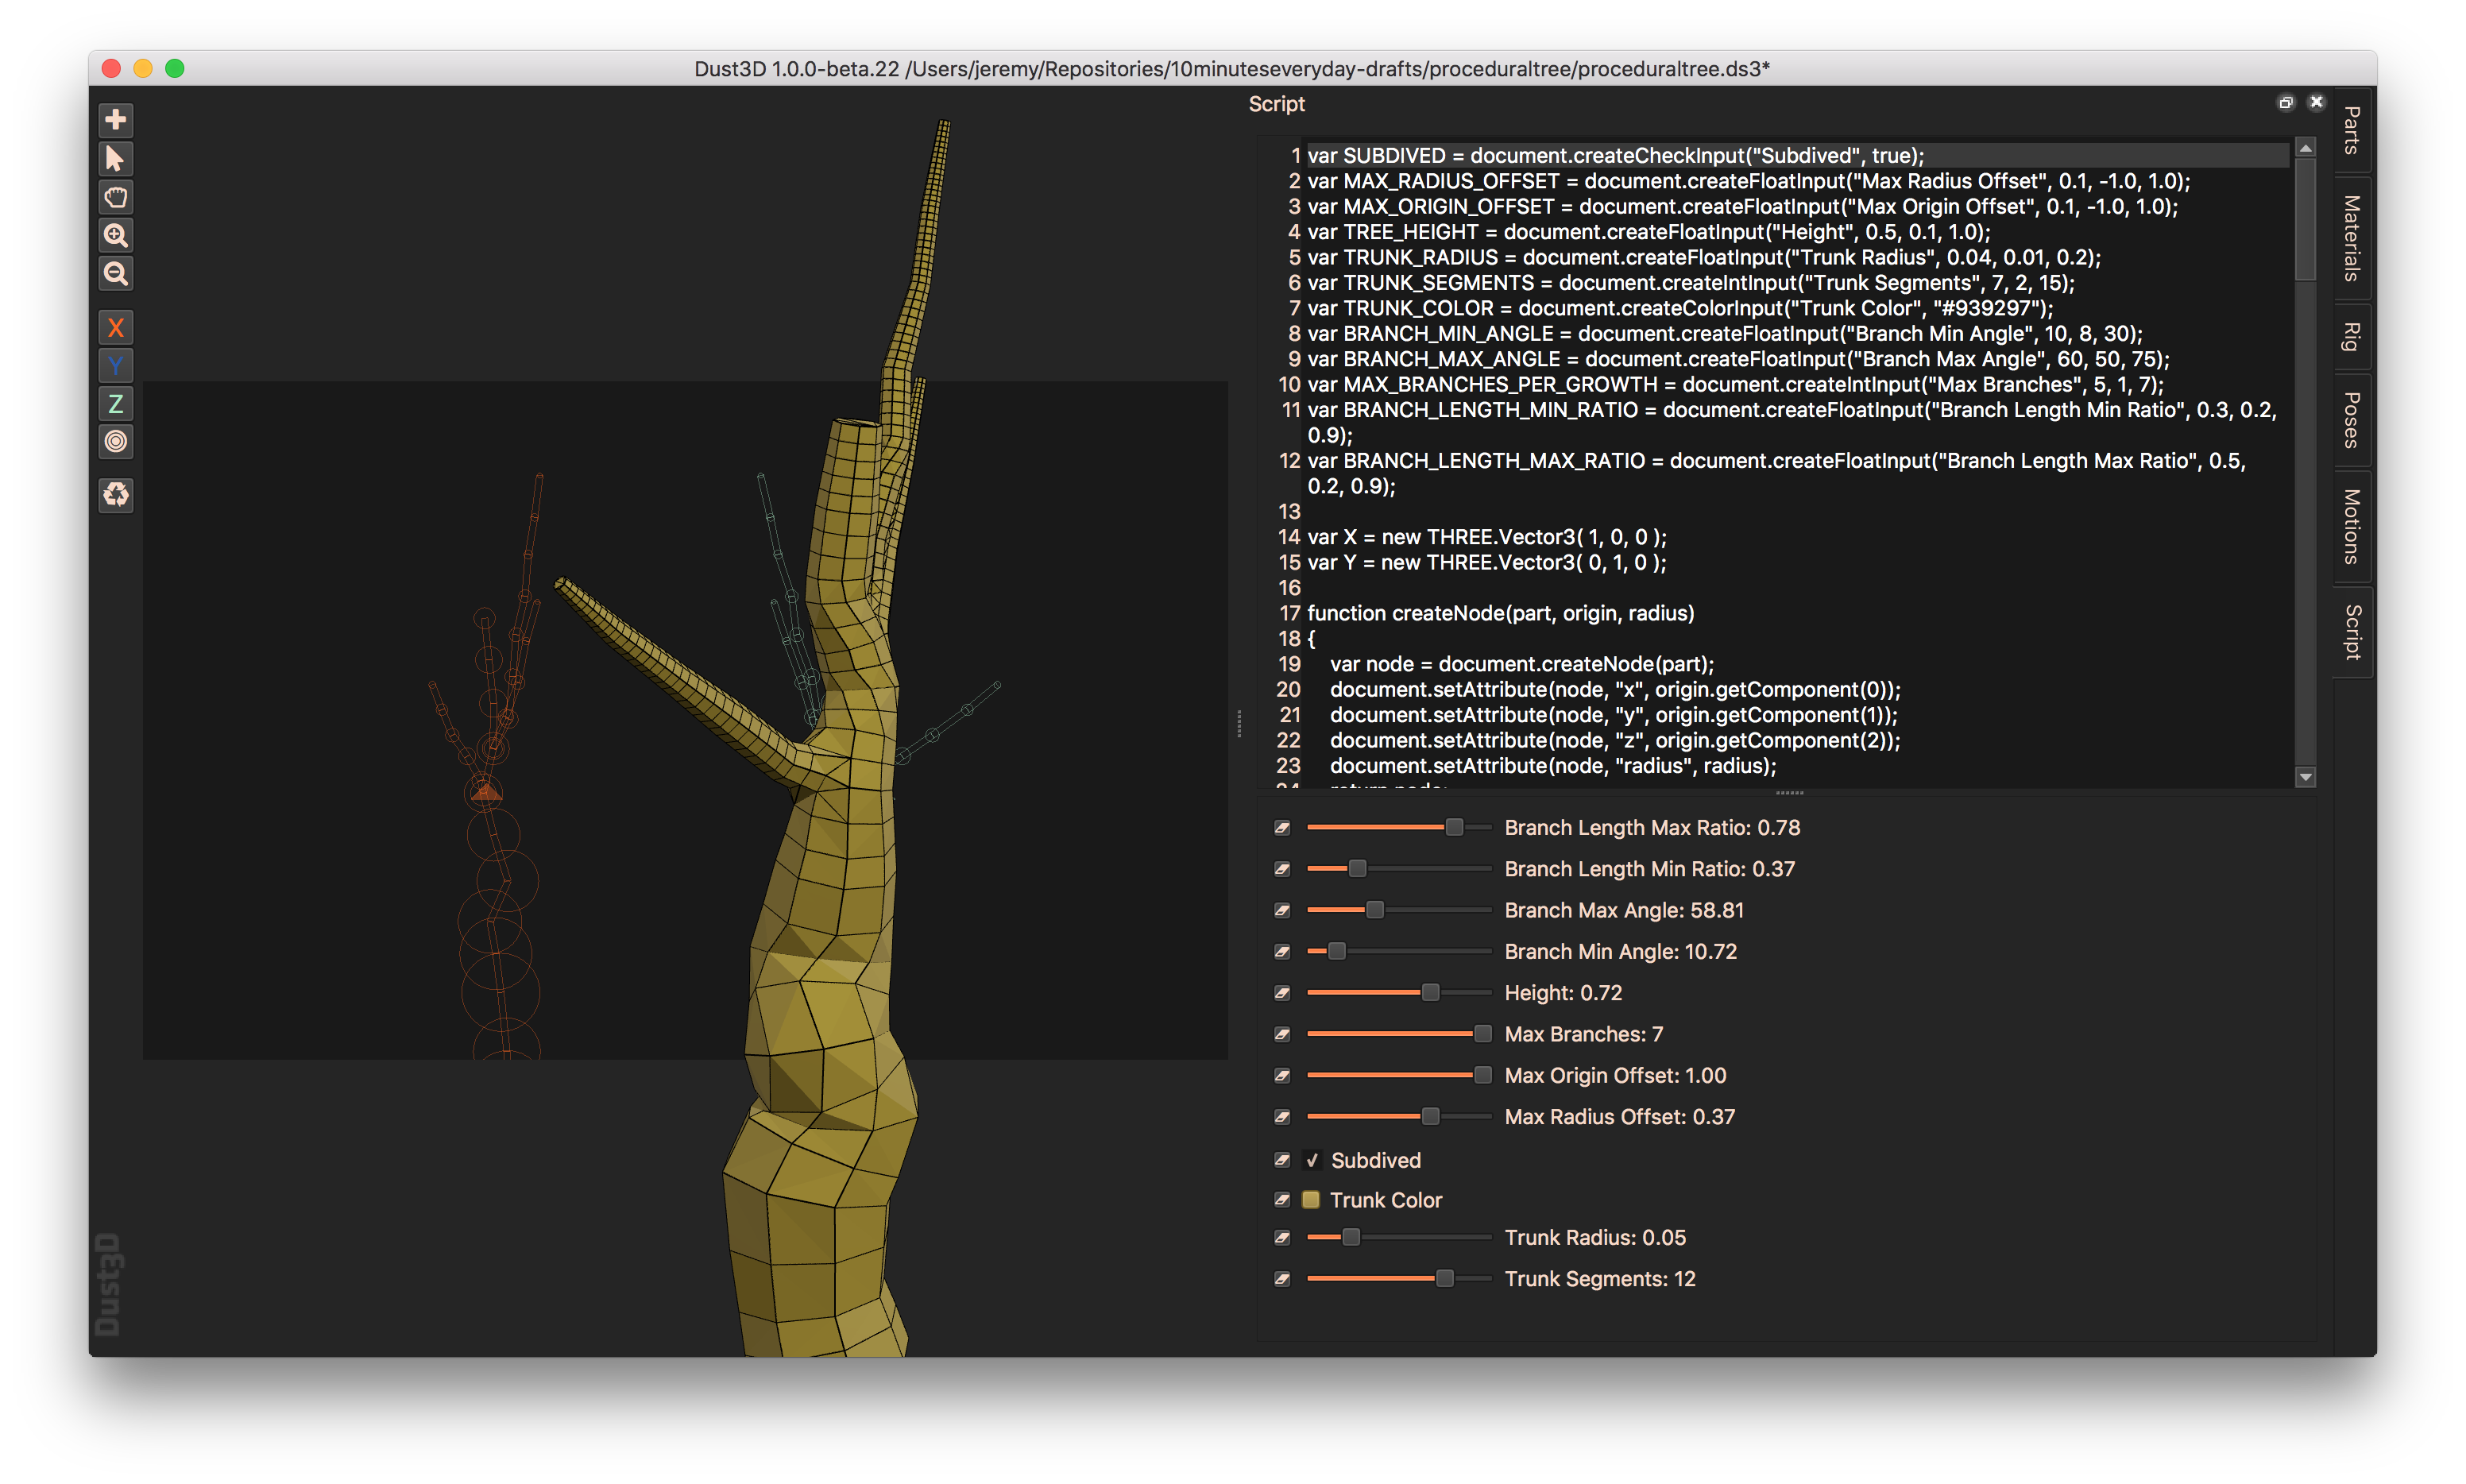 Dust3D 1.0.0-beta.22 /Users/jeremy/Repositories/10minuteseveryday-drafts/proceduraltree/proceduraltree.ds3*
X
Y
Z
Dust3D
Script
1 var SUBDIVED = document.createCheckInput("Subdived", true);
2 var MAX_RADIUS_OFFSET = document.createFloatInput("Max Radius Offset", 0.1, -1.0, 1.0);
3 var MAX_ORIGIN_OFFSET = document.createFloatInput("Max Origin Offset", 0.1, -1.0, 1.0);
4 var TREE_HEIGHT = document.createFloatInput("Height", 0.5, 0.1, 1.0);
5 var TRUNK_RADIUS = document.createFloatInput("Trunk Radius", 0.04, 0.01, 0.2);
6 var TRUNK_SEGMENTS = document.createIntInput("Trunk Segments", 7, 2, 15);
7 var TRUNK_COLOR = document.createColorInput("Trunk Color", "#939297");
8 var BRANCH_MIN_ANGLE = document.createFloatInput("Branch Min Angle", 10, 8, 30);
9 var BRANCH_MAX_ANGLE = document.createFloatInput("Branch Max Angle", 60, 50, 75);
10 var MAX_BRANCHES_PER_GROWTH = document.createIntInput("Max Branches", 5, 1, 7);
11 var BRANCH_LENGTH_MIN_RATIO = document.createFloatInput("Branch Length Min Ratio", 0.3, 0.2,
0.9);
12 var BRANCH_LENGTH_MAX_RATIO = document.createFloatInput("Branch Length Max Ratio", 0.5,
0.2, 0.9);
13
14 var X = new THREE.Vector3( 1, 0, 0 );
15 var Y = new THREE.Vector3( 0, 1, 0 );
16
17 function createNode(part, origin, radius)
18 {
19 var node = document.createNode(part);
20 document.setAttribute(node, "x", origin.getComponent(0));
21 document.setAttribute(node, "y", origin.getComponent(1));
22 document.setAttribute(node, "z", origin.getComponent(2));
23 document.setAttribute(node, "radius", radius);
24 return node;
Branch Length Max Ratio: 0.78
Branch Length Min Ratio: 0.37
Branch Max Angle: 58.81
Branch Min Angle: 10.72
Height: 0.72
Max Branches: 7
Max Origin Offset: 1.00
Max Radius Offset: 0.37
Subdived
Trunk Color
Trunk Radius: 0.05
Trunk Segments: 12
Parts
Materials
Rig
Poses
Motions
Script